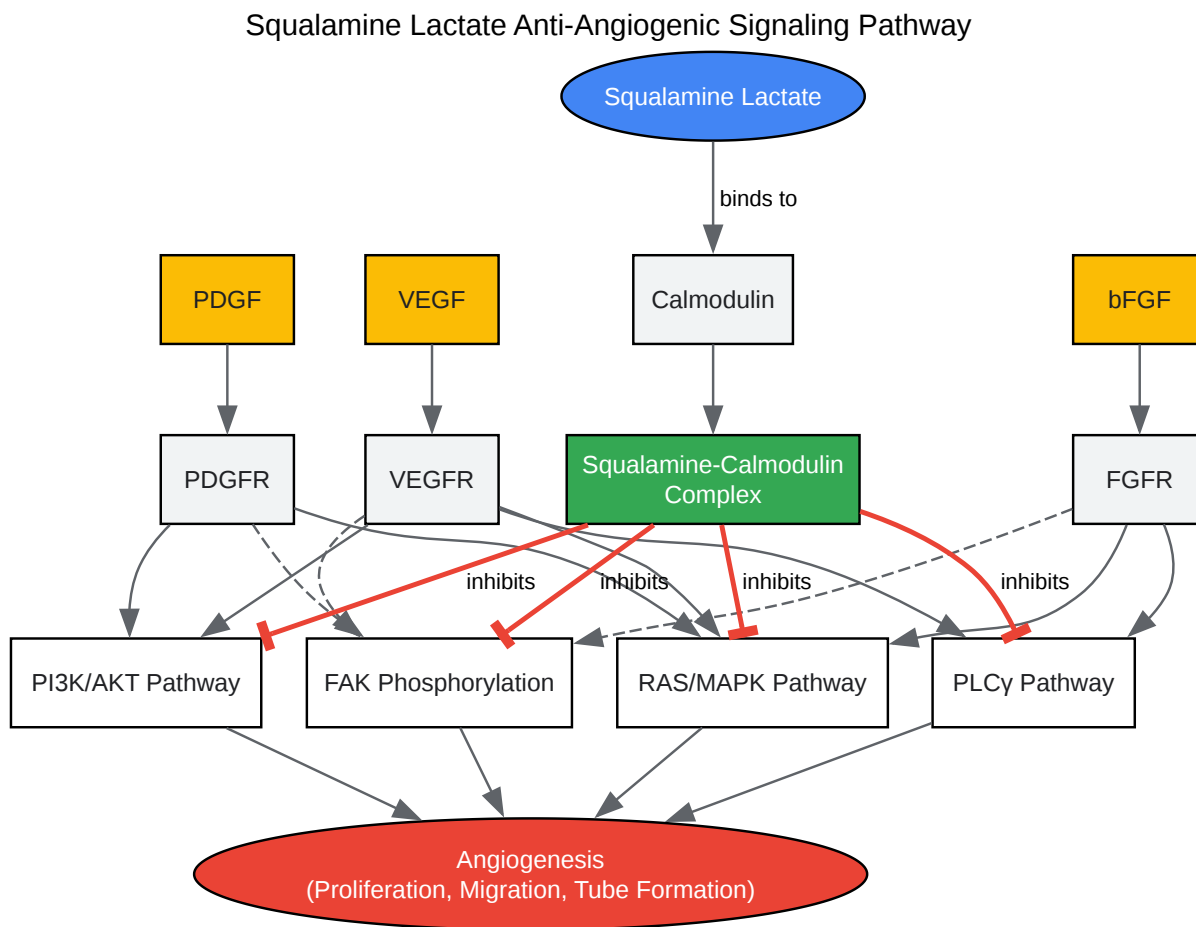 Squalamine Lactate Anti-Angiogenic Signaling Pathway
Squalamine Lactate
binds to
PDGF
VEGF
Calmodulin
bFGF
PDGFR
VEGFR
Squalamine-Calmodulin
Complex
FGFR
inhibits
inhibits
inhibits
inhibits
PI3K/AKT Pathway
FAK Phosphorylation
RAS/MAPK Pathway
PLCγ Pathway
Angiogenesis
(Proliferation, Migration, Tube Formation)